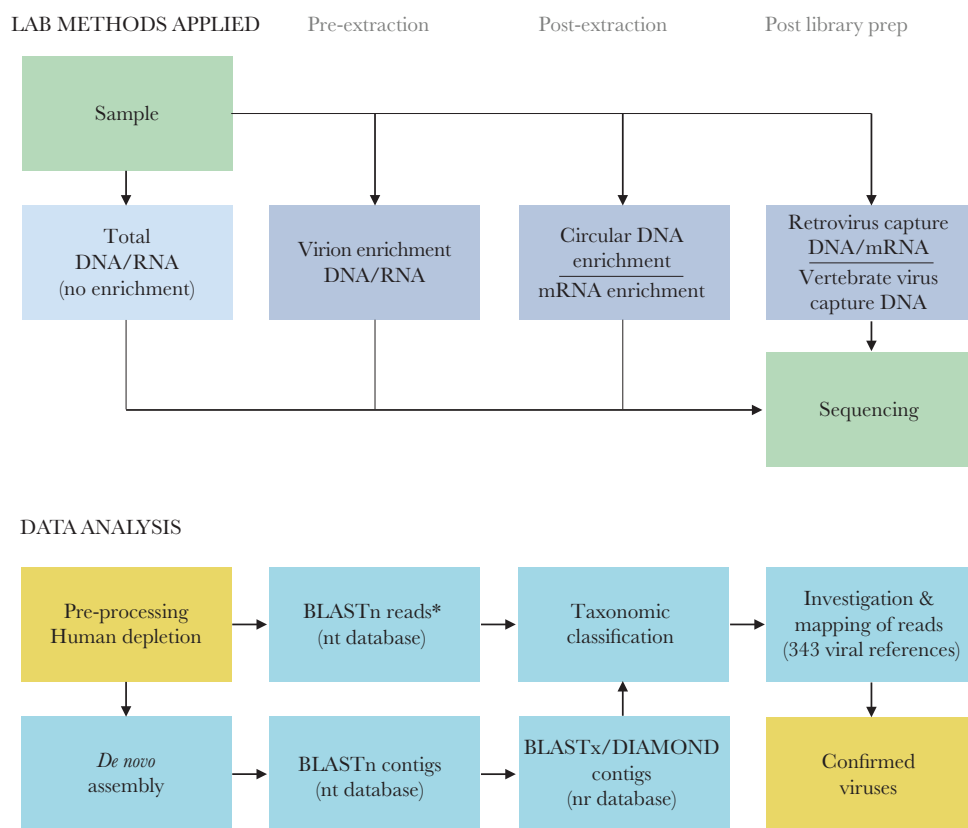 LAB METHODS APPLIED
Pre-extraction
Post-extraction
Post library prep
Sample
Total
DNA/RNA
(no enrichment)
Virion enrichment
DNA/RNA
Circular DNA
enrichment
mRNA enrichment
Retrovirus capture
DNA/mRNA
Vertebrate virus
capture DNA
Sequencing
DATA ANALYSIS
Pre-processing
Human depletion
BLASTn reads*
(nt database)
Taxonomic
classification
Investigation &
mapping of reads
(343 viral references)
De novo
assembly
BLASTn contigs
(nt database)
BLASTx/DIAMOND
contigs
(nr database)
Confirmed
viruses